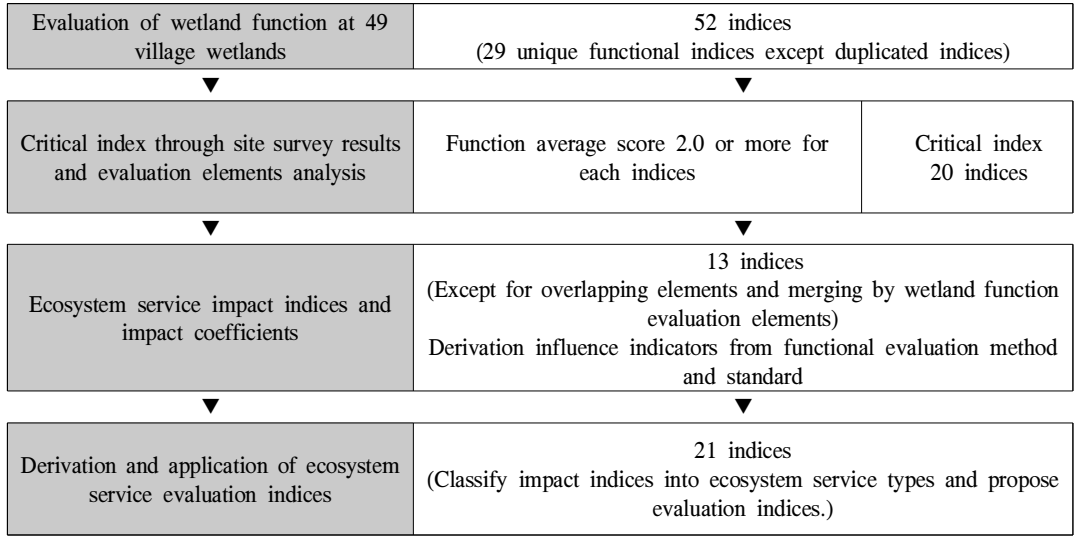 Evaluation of wetland function at 49
village wetlands
52 indices
(29 unique functional indices except duplicated indices)
▼ ▼
Critical index through site survey results
and evaluation elements analysis
Function average score 2.0 or more for
each indices
Critical index
20 indices
▼ ▼
Ecosystem service impact indices and
impact coefficients
13 indices
(Except for overlapping elements and merging by wetland function
evaluation elements)
Derivation influence indicators from functional evaluation method
and standard
▼ ▼
Derivation and application of ecosystem
service evaluation indices
21 indices
(Classify impact indices into ecosystem service types and propose
evaluation indices.)